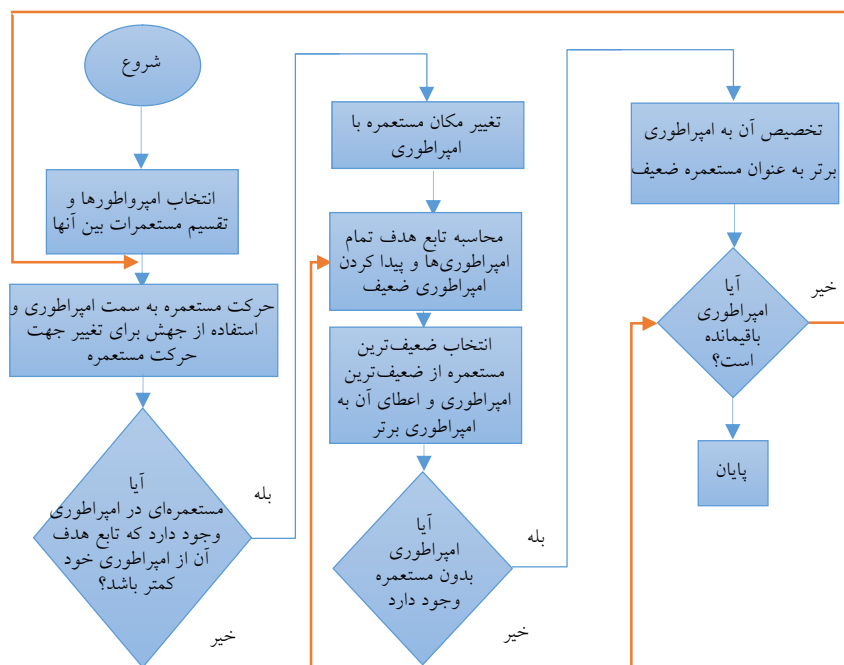 شروع
انتخاب امپرواطورها و
تقسیم مستعمرات بین آنها
حرکت مستعمره به سمت امپراطوری و
استفاده از جهش برای تغییر جهت
حرکت مستعمره
آیا
مستعمره‌ای در امپراطوری
وجود دارد که تابع هدف
آن از امپراطوری خود
کمتر باشد؟
بله
خیر
تغییر مکان مستعمره با
امپراطوری
محاسبه تابع هدف تمام
امپراطوری‌ها و پیدا کردن
امپراطوری ضعیف
انتخاب ضعیف‌ترین
مستعمره از ضعیف‌ترین
امپراطوری و اعطای آن به
امپراطوری برتر
آیا
امپراطوری
بدون مستعمره
وجود دارد
بله
خیر
تخصیص آن به امپراطوری
برتر به عنوان مستعمره ضعیف
آیا
امپراطوری
باقیمانده
است؟
خیر
پایان